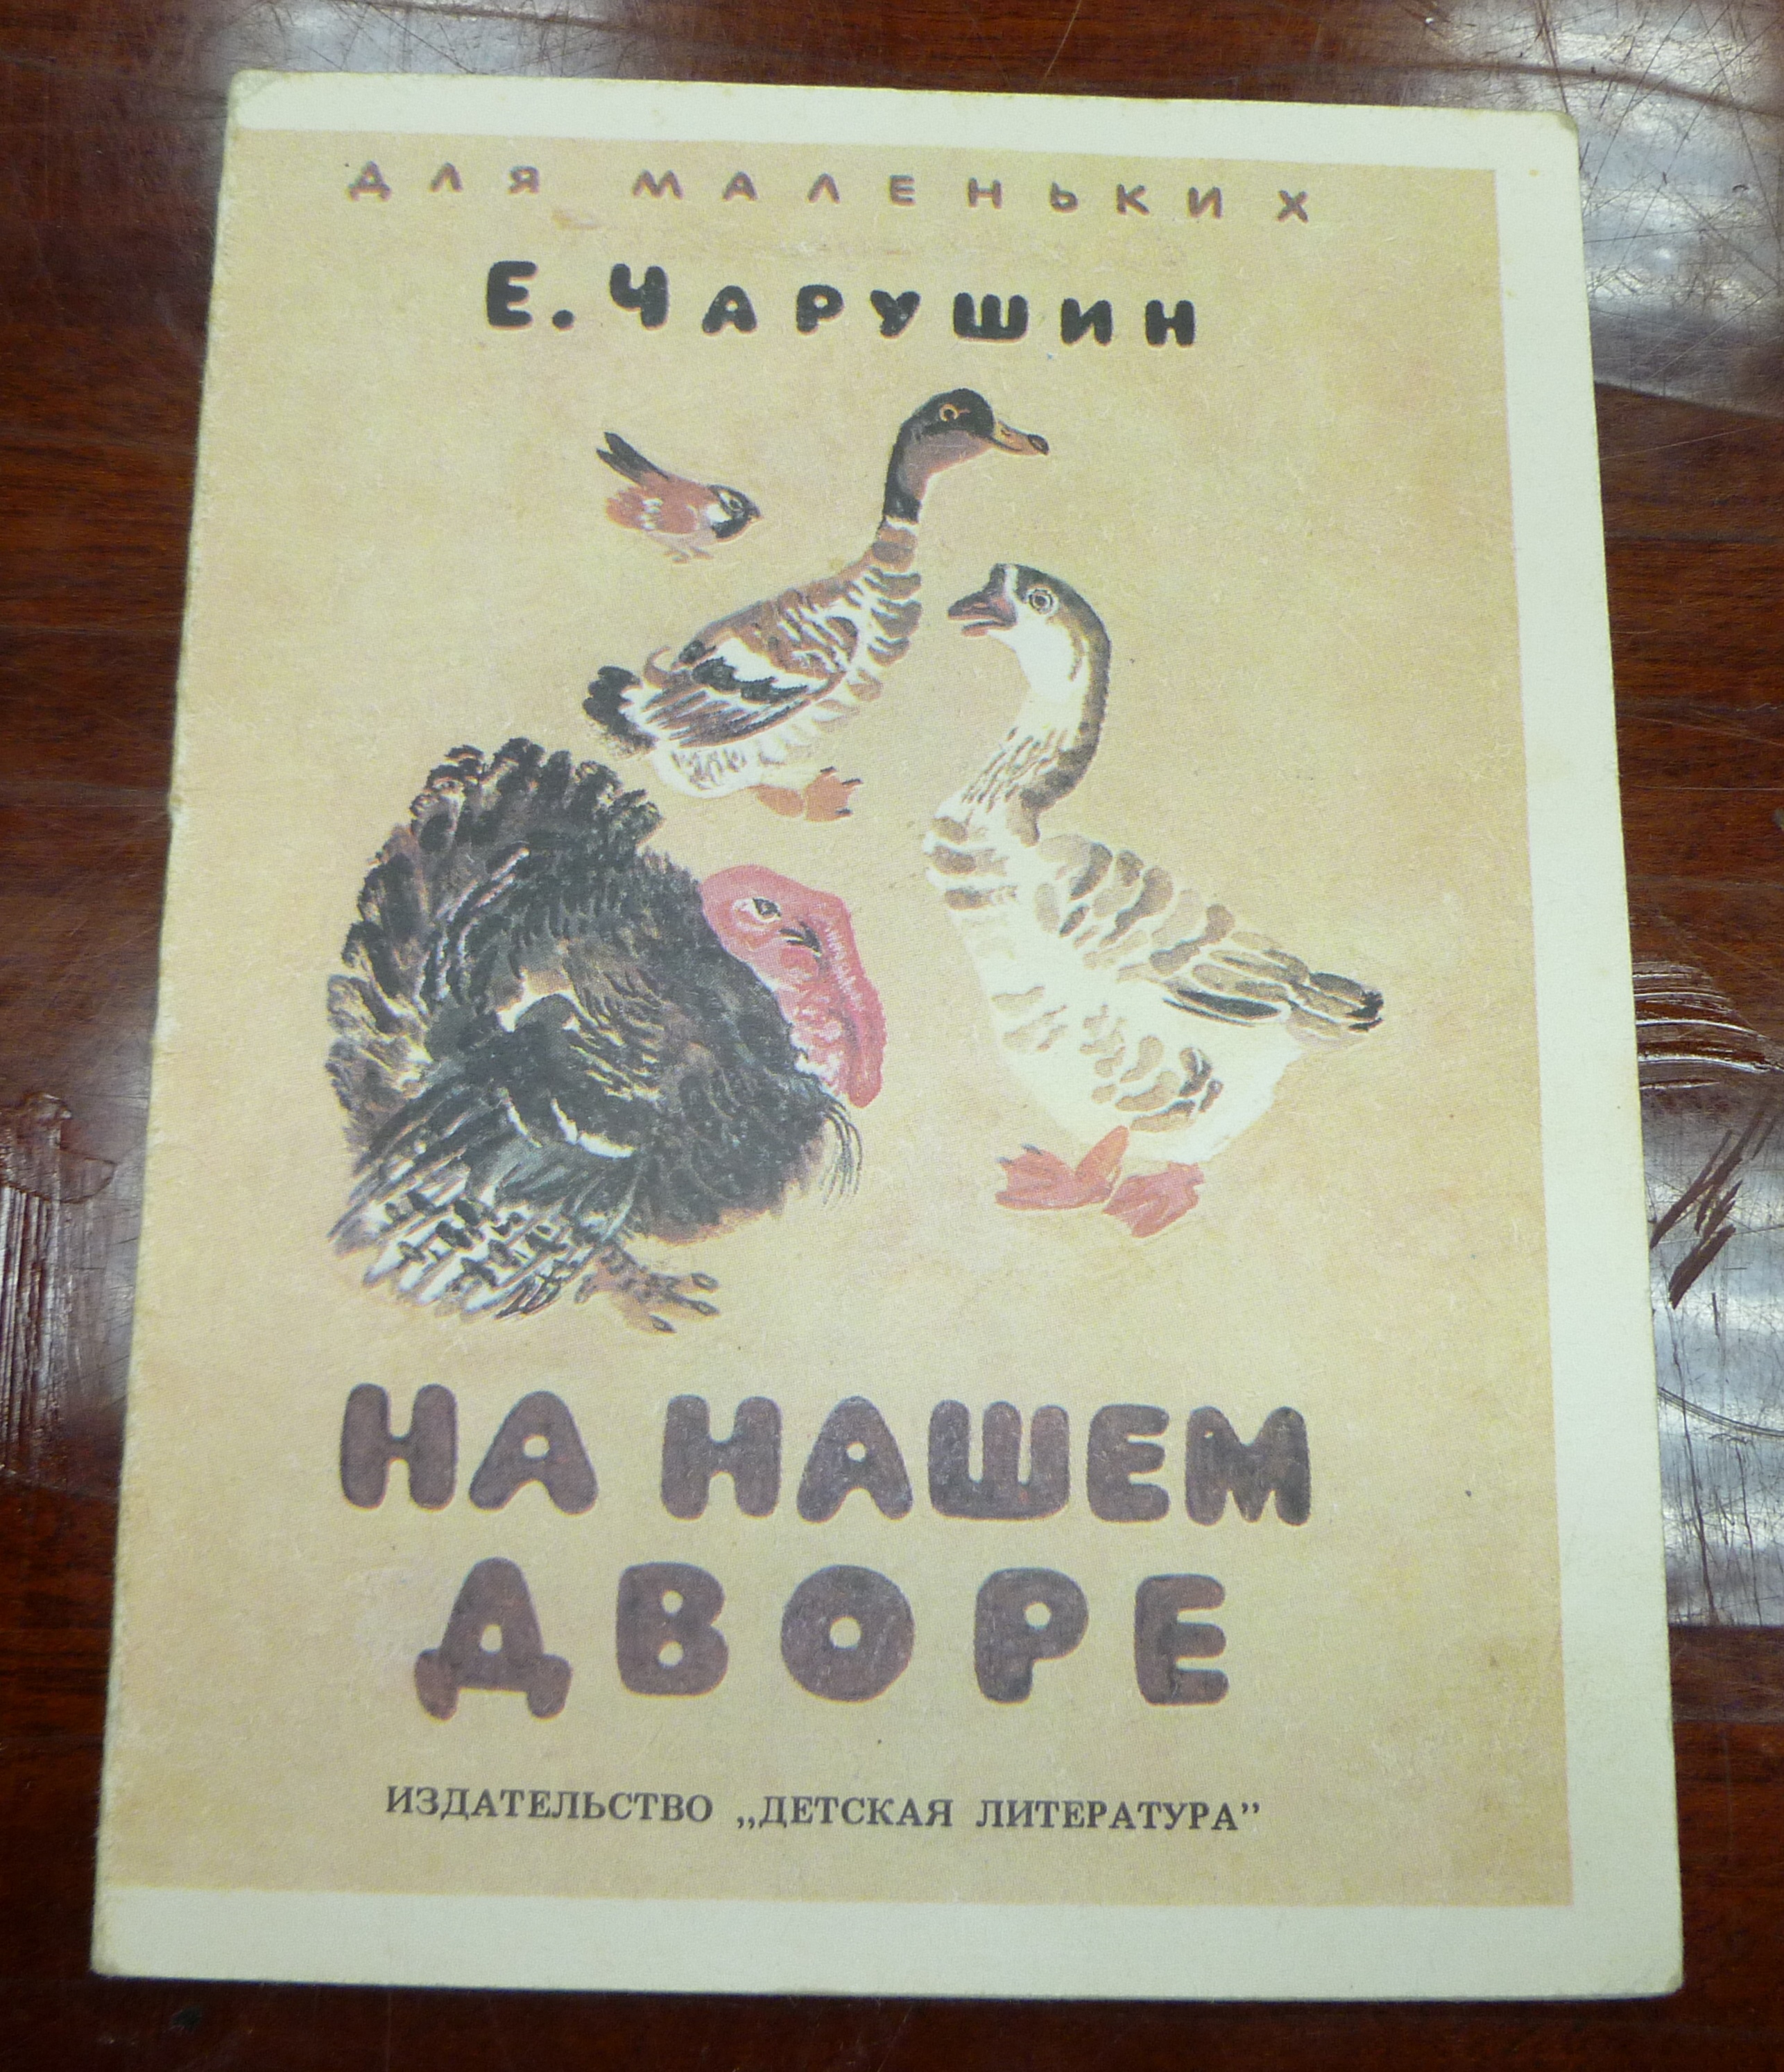 ДЛЯ МАЛЕНЬКИХ
Е. ЧАРУШИН
НА НАШЕМ
ДВОРЕ
ИЗДАТЕЛЬСТВО „ДЕТСКАЯ ЛИТЕРАТУРА”